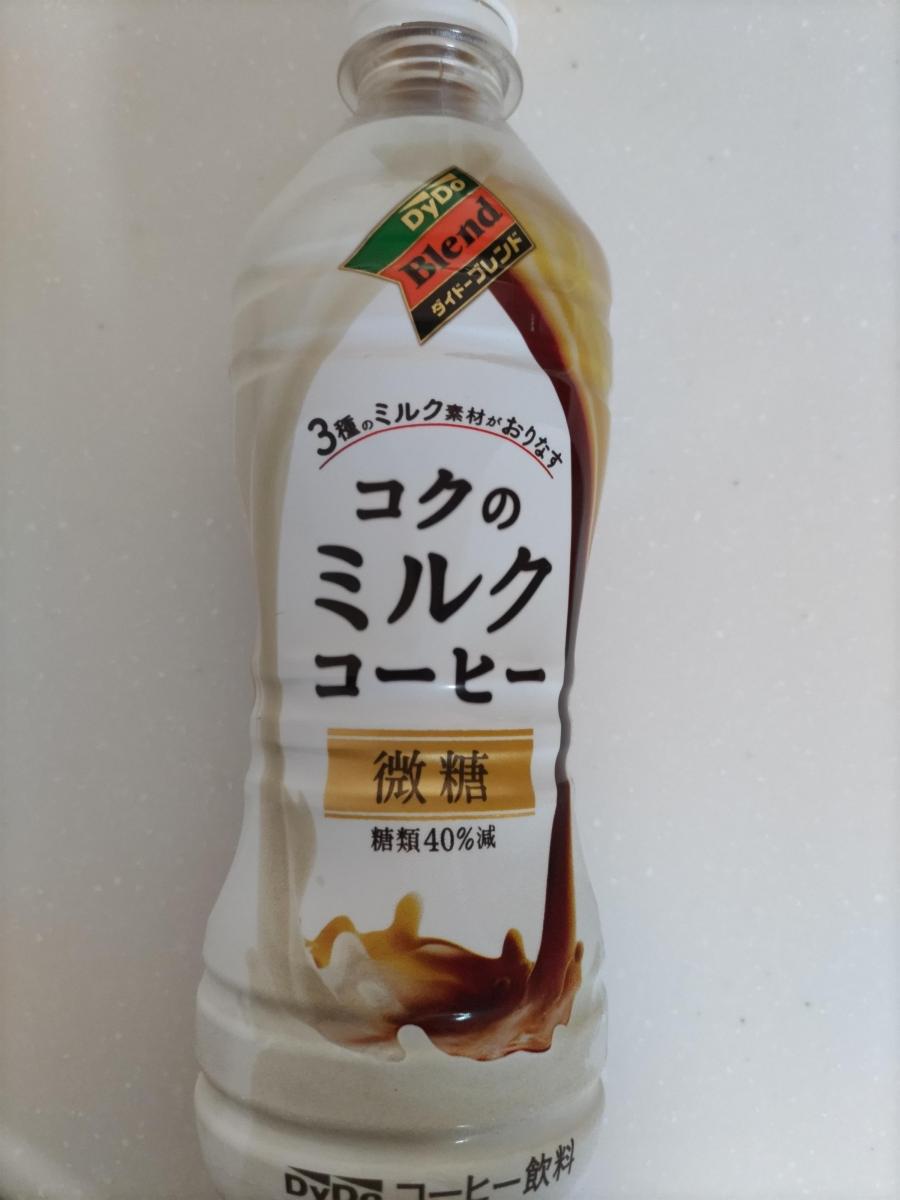 DyDo
Blend
ダイドーブレンド
3種のミルク素材がおりなす
コクの
ミルク
コーヒー
微糖
糖類40%減
DyDo コーヒー飲料